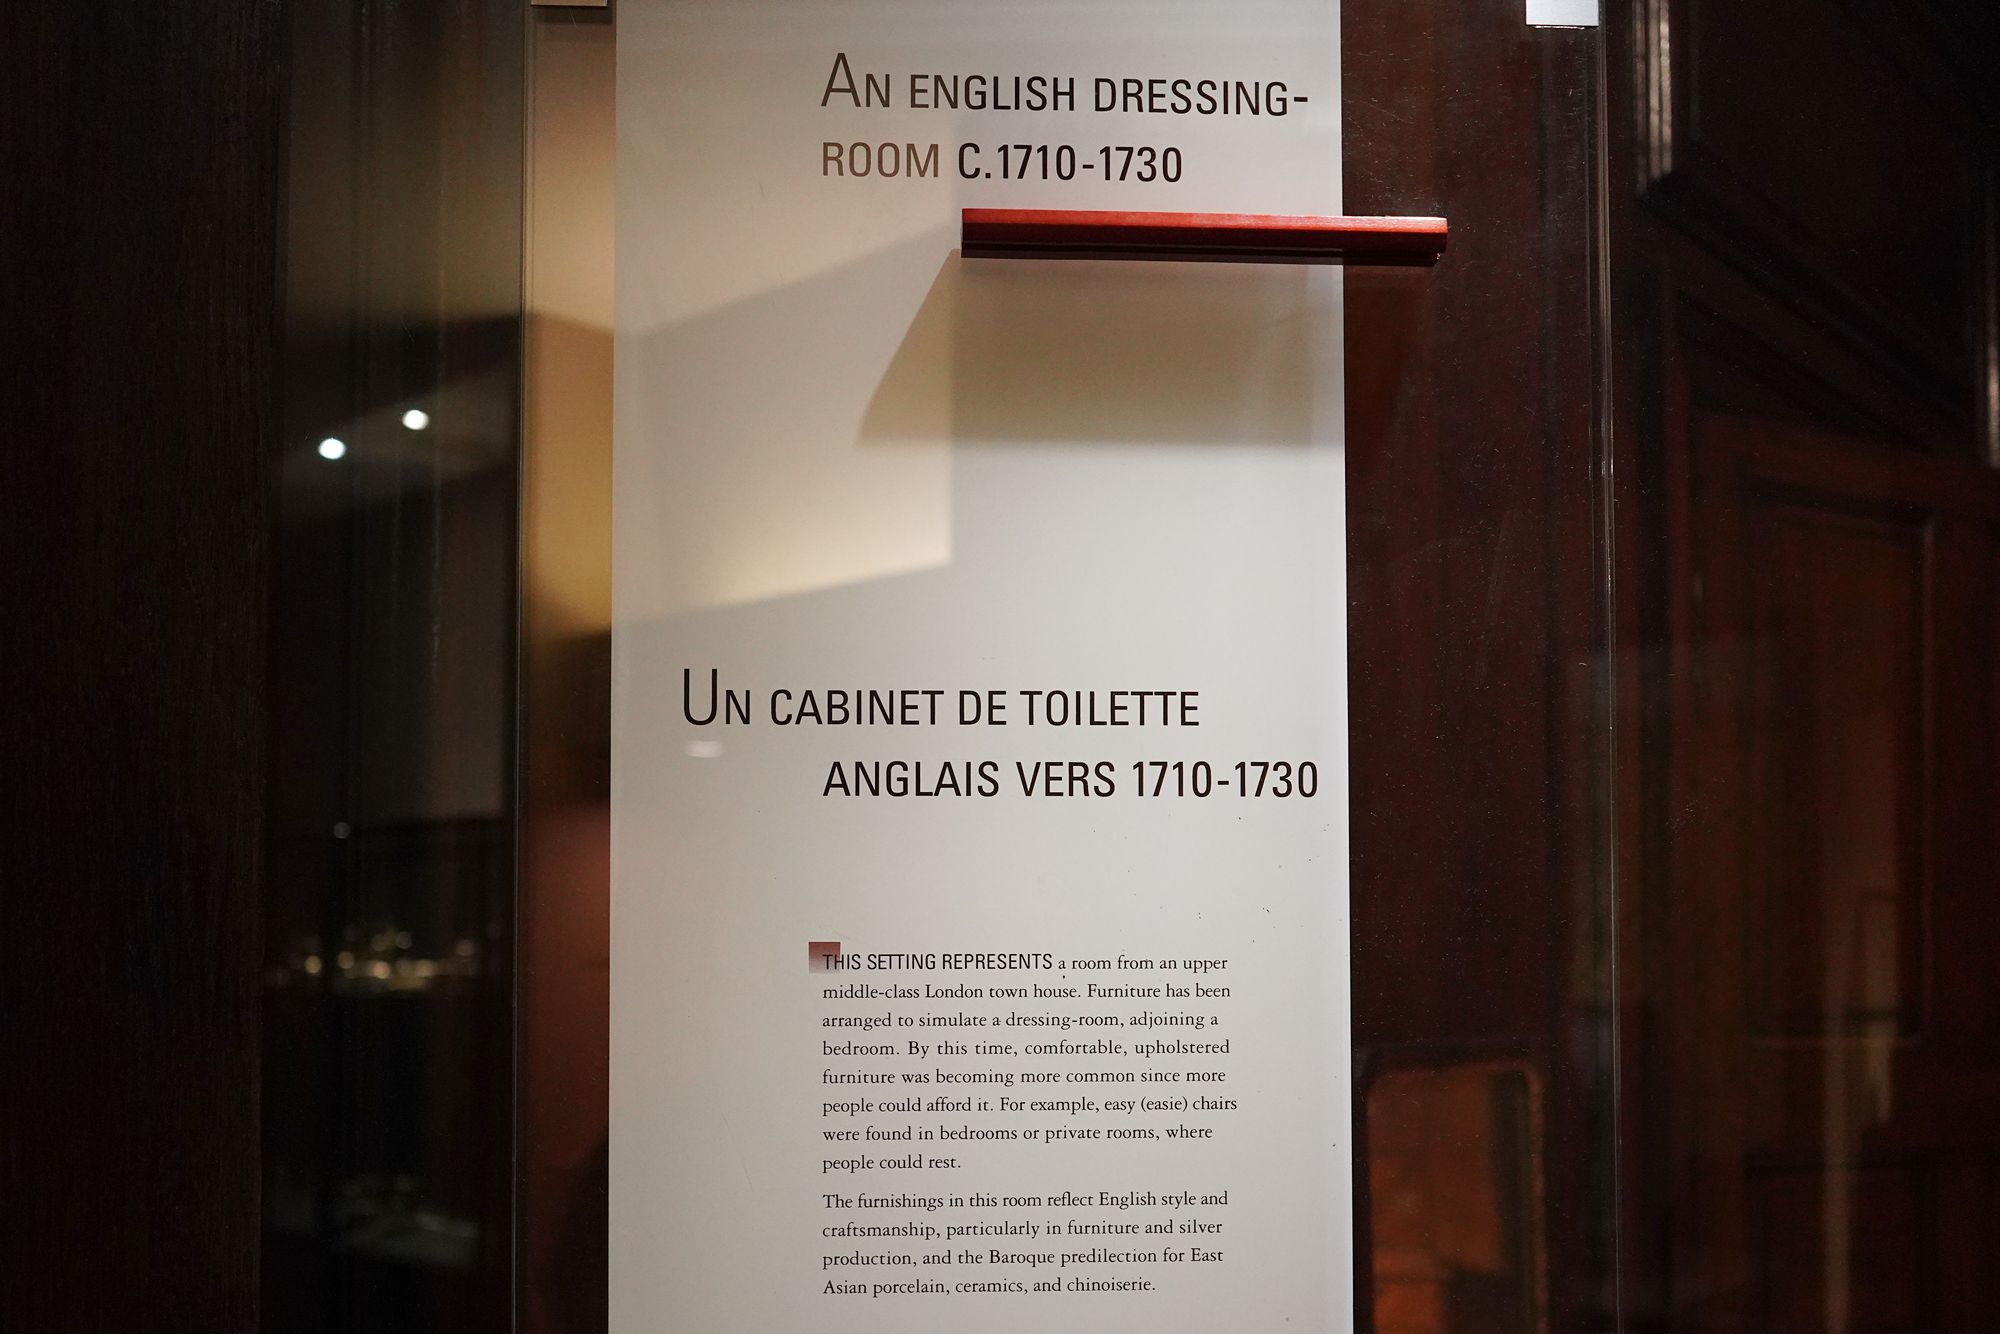 AN ENGLISH DRESSING-
ROOM C.1710-1730
UN CABINET DE TOILETTE
ANGLAIS VERS 1710-1730
THIS SETTING REPRESENTS a room from an upper
middle-class London town house. Furniture has been
arranged to simulate a dressing-room, adjoining a
bedroom. By this time, comfortable, upholstered
furniture was becoming more common since more
people could afford it. For example, easy (easie) chairs
were found in bedrooms or private rooms, where
people could rest.
The furnishings in this room reflect English style and
craftsmanship, particularly in furniture and silver
production, and the Baroque predilection for East
Asian porcelain, ceramics, and chinoiserie.